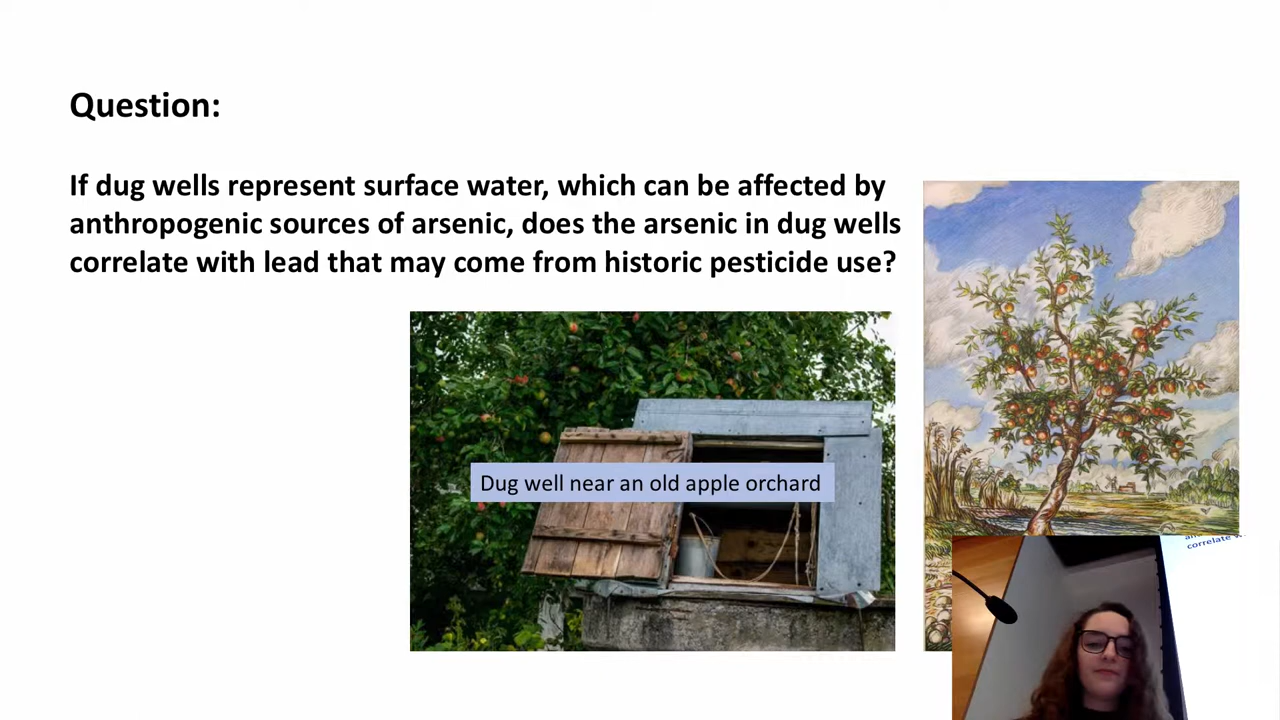 Question:
If dug wells represent surface water, which can be affected by
anthropogenic sources of arsenic, does the arsenic in dug wells
correlate with lead that may come from historic pesticide use?
Dug well near an old apple orchard
correlate